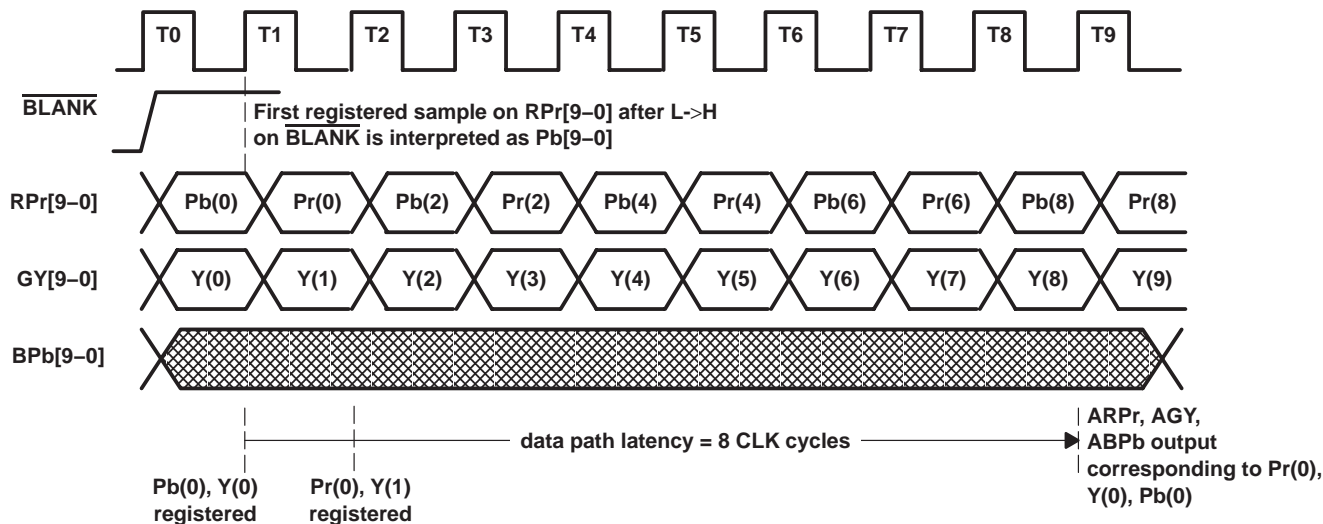 T0 T1 T2 T3 T4 T5 T6 T7 T8 T9
BLANK
First registered sample on RPr[9–0] after L->H
on BLANK is interpreted as Pb[9–0]
RPr[9–0] Pb(0) Pr(0) Pb(2) Pr(2) Pb(4) Pr(4) Pb(6) Pr(6) Pb(8) Pr(8)
GY[9–0] Y(0) Y(1) Y(2) Y(3) Y(4) Y(5) Y(6) Y(7) Y(8) Y(9)
BPb[9–0]
data path latency = 8 CLK cycles
ARPr, AGY,
ABPb output
corresponding to Pr(0),
Y(0), Pb(0)
Pb(0), Y(0)
registered
Pr(0), Y(1)
registered